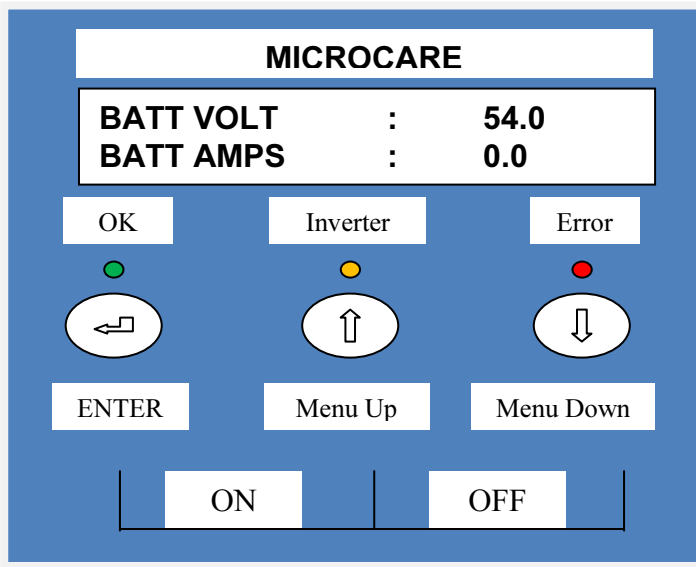 MICROCARE
BATT VOLT : 54.0
BATT AMPS : 0.0
OK Inverter Error
ENTER Menu Up Menu Down
ON OFF